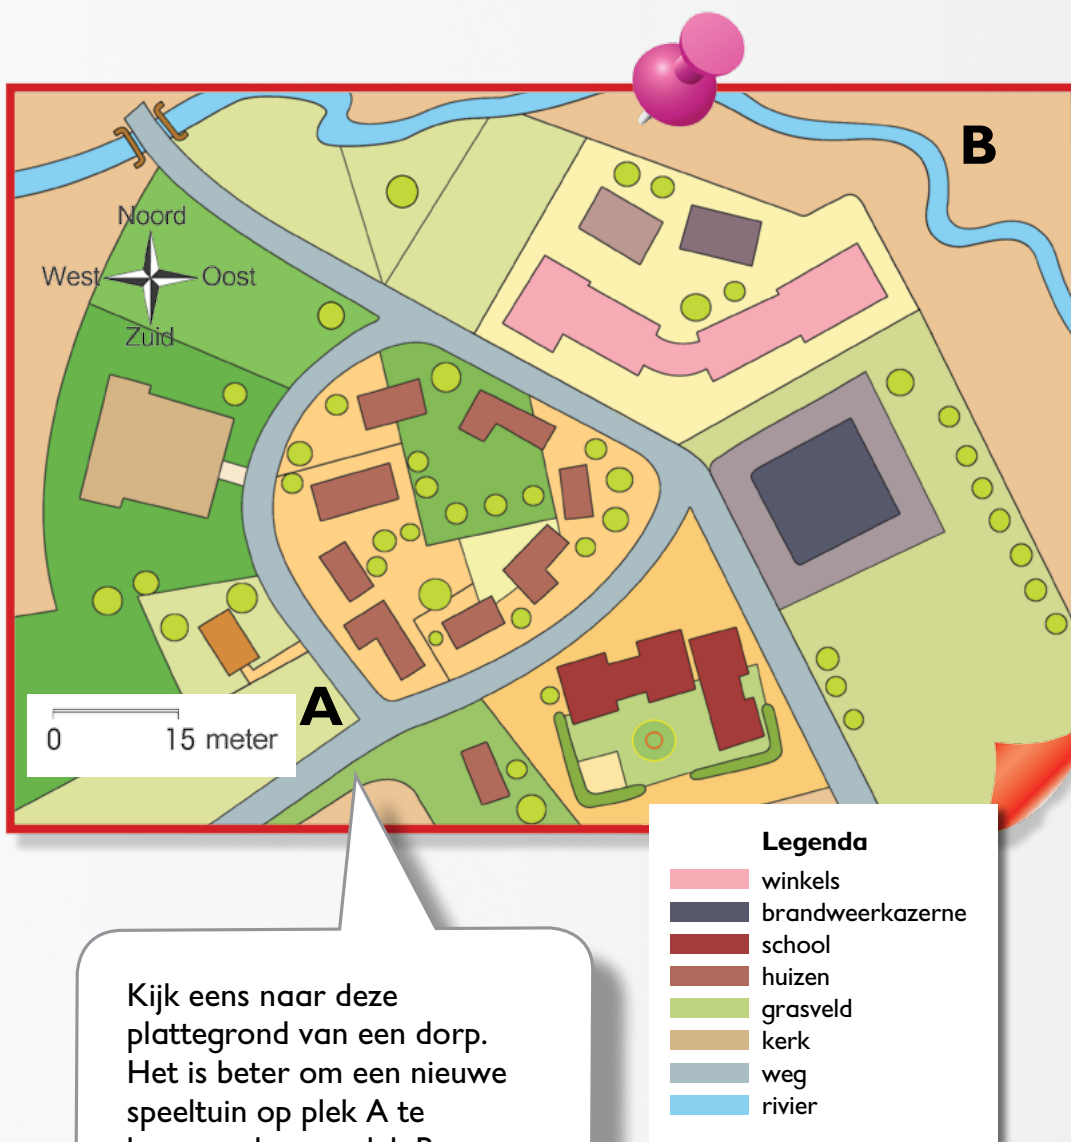 B
Noord
West Oost
Zuid
A
0 15 meter
Legenda
winkels
brandweerkazerne
school
huizen
grasveld
kerk
weg
rivier
Kijk eens naar deze
plattegrond van een dorp.
Het is beter om een nieuwe
speeltuin op plek A te